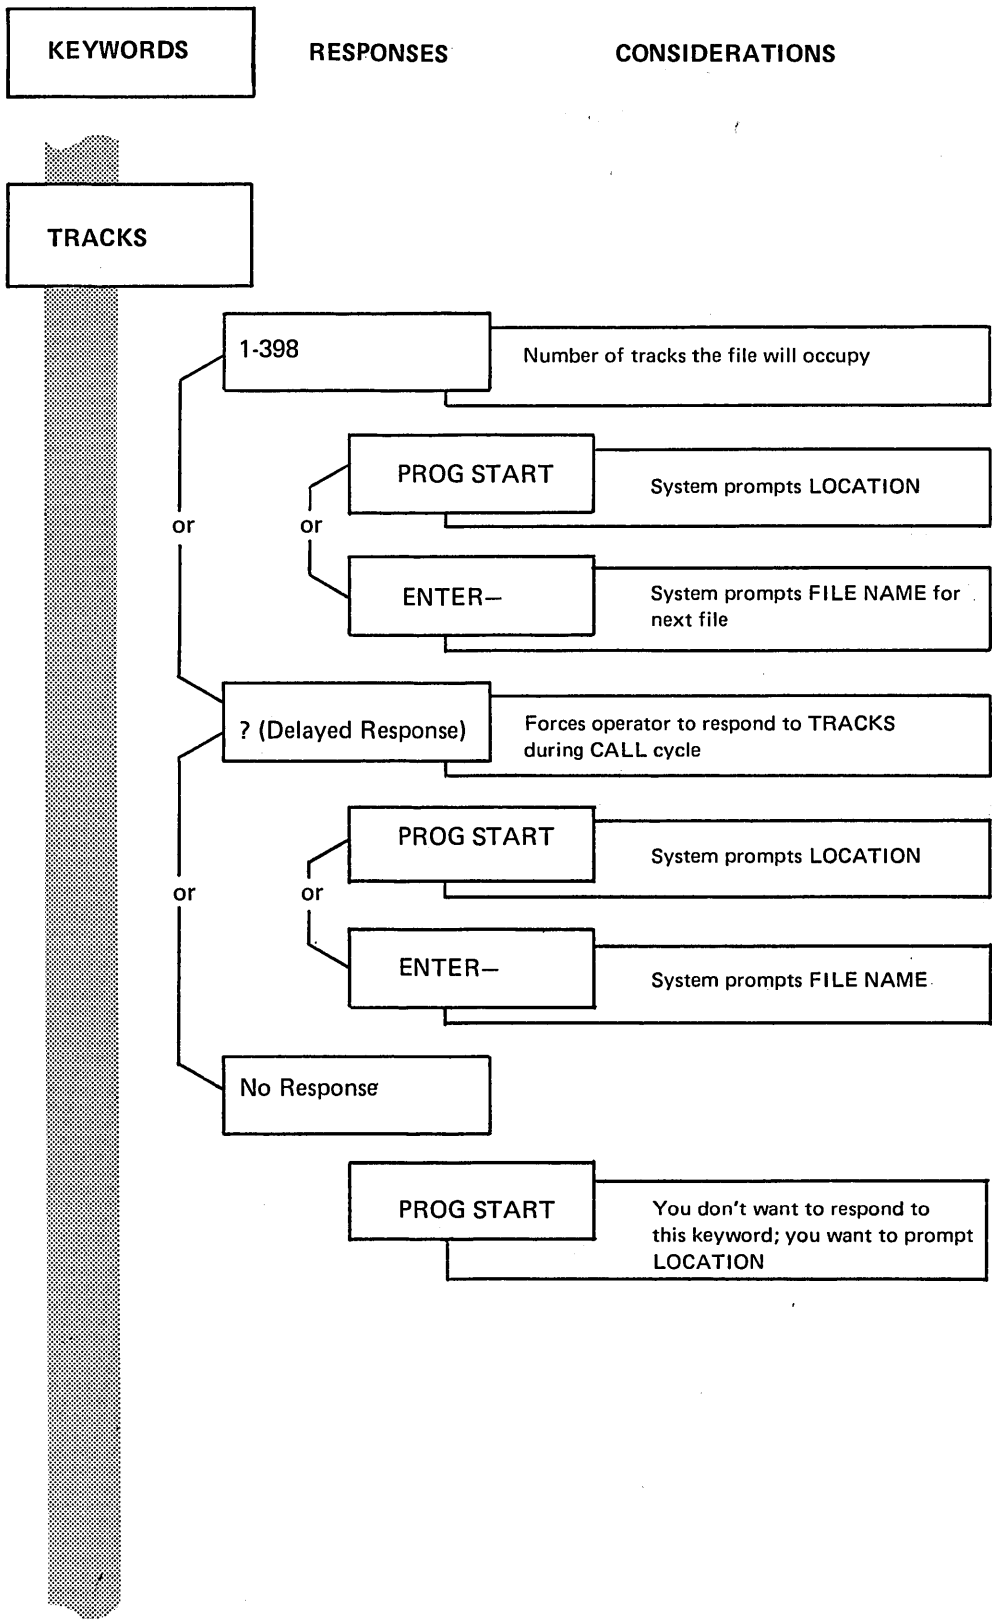 KEYWORDS RESPONSES CONSIDERATIONS
TRACKS
1-398
Number of tracks the file will occupy
PROG START
System prompts LOCATION
or
or
ENTER–
System prompts FILE NAME for
next file
? (Delayed Response)
Forces operator to respond to TRACKS
during CALL cycle
PROG START
System prompts LOCATION
or
or
ENTER–
System prompts FILE NAME
No Response
PROG START
You don't want to respond to
this keyword; you want to prompt
LOCATION